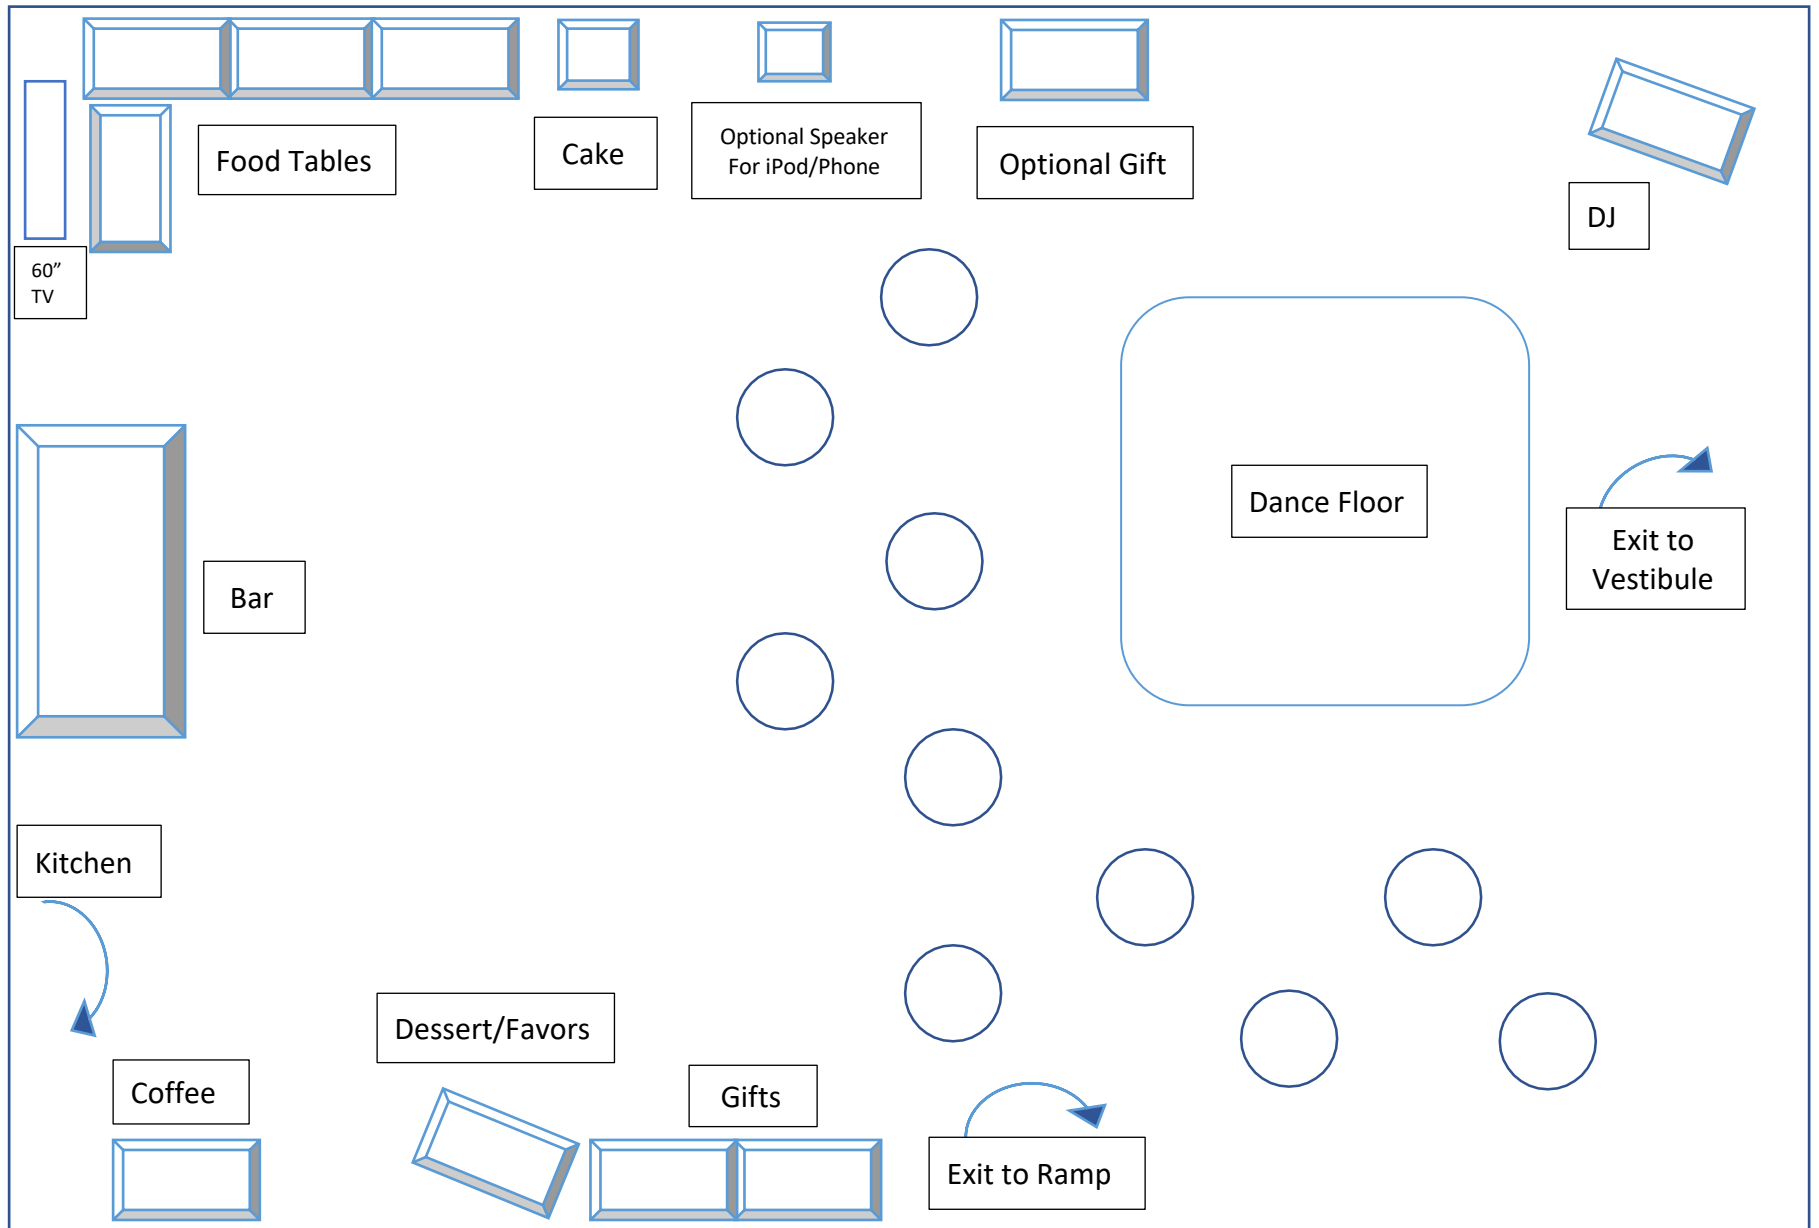 Food Tables
Cake
Optional Speaker
For iPod/Phone
Optional Gift
DJ
60”
TV
Dance Floor
Exit to
Vestibule
Bar
Kitchen
Dessert/Favors
Coffee
Gifts
Exit to Ramp